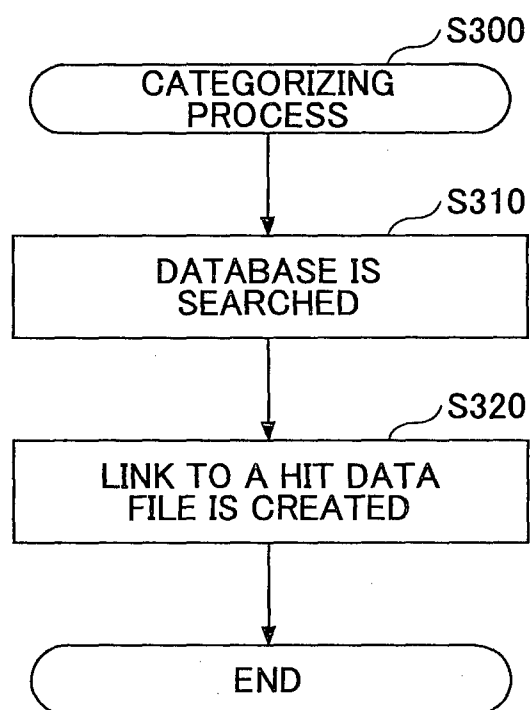 S300
CATEGORIZING
PROCESS
S310
DATABASE IS
SEARCHED
S320
LINK TO A HIT DATA
FILE IS CREATED
END